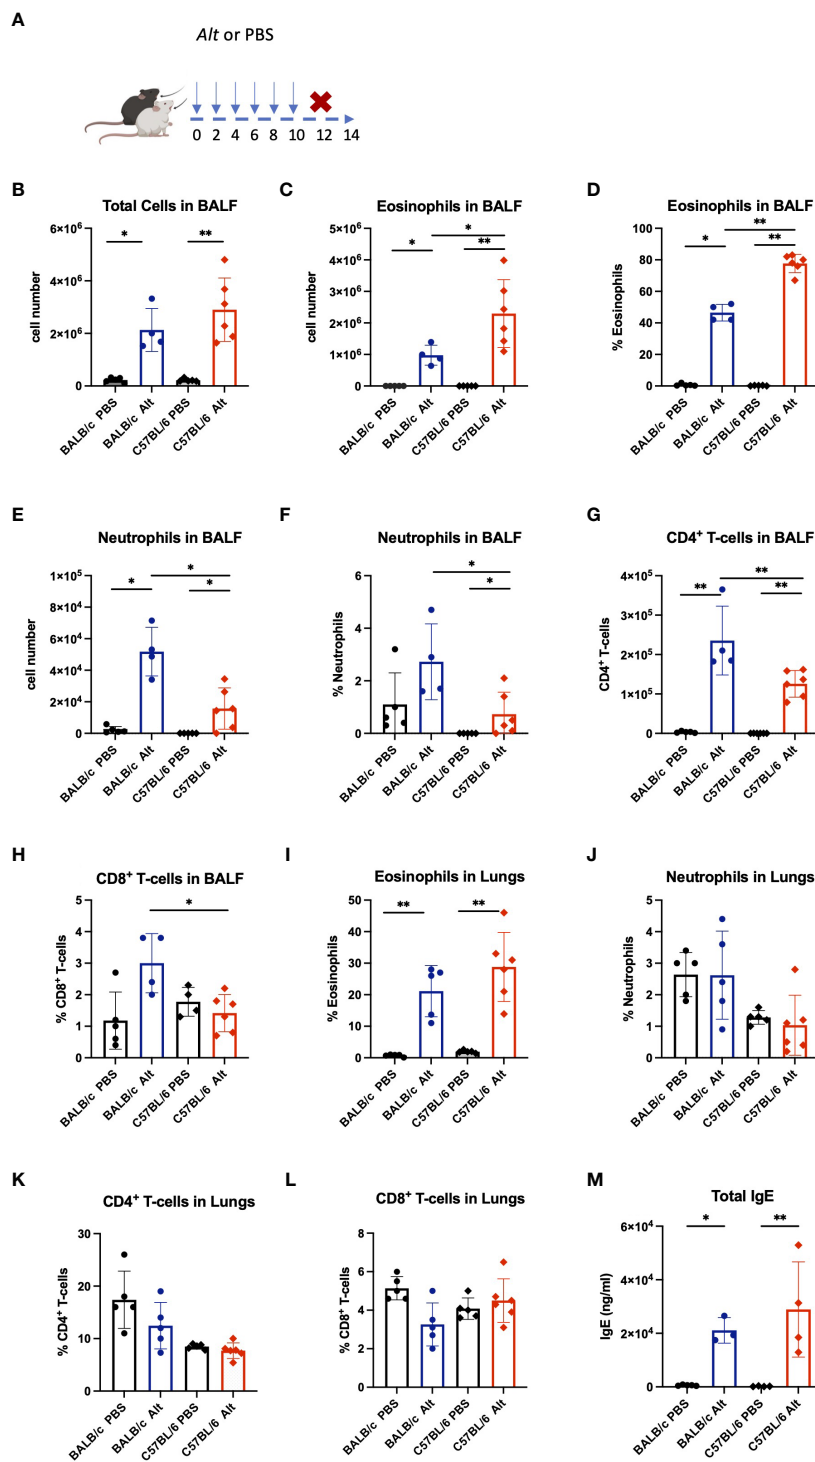 A
Alt or PBS
0 2 4 6 8 10 12 14
B
Total Cells in BALF
6×10⁶
4×10⁶
2×10⁶
0
cell number
* **
BALB/c PBS
BALB/c Alt
C57BL/6 PBS
C57BL/6 Alt
C
Eosinophils in BALF
5×10⁶
4×10⁶
3×10⁶
2×10⁶
1×10⁶
0
cell number
*
* **
BALB/c PBS
BALB/c Alt
C57BL/6 PBS
C57BL/6 Alt
D
Eosinophils in BALF
100
80
60
40
20
0
% Eosinophils
**
* **
BALB/c PBS
BALB/c Alt
C57BL/6 PBS
C57BL/6 Alt
E
Neutrophils in BALF
1×10⁵
8×10⁴
6×10⁴
4×10⁴
2×10⁴
0
cell number
*
* *
BALB/c PBS
BALB/c Alt
C57BL/6 PBS
C57BL/6 Alt
F
Neutrophils in BALF
6
4
2
0
% Neutrophils
*
*
BALB/c PBS
BALB/c Alt
C57BL/6 PBS
C57BL/6 Alt
G
CD4⁺ T-cells in BALF
4×10⁵
3×10⁵
2×10⁵
1×10⁵
0
CD4⁺ T-cells
**
** **
BALB/c PBS
BALB/c Alt
C57BL/6 PBS
C57BL/6 Alt
H
CD8⁺ T-cells in BALF
5
4
3
2
1
0
% CD8⁺ T-cells
*
BALB/c PBS
BALB/c Alt
C57BL/6 PBS
C57BL/6 Alt
I
Eosinophils in Lungs
50
40
30
20
10
0
% Eosinophils
** **
BALB/c PBS
BALB/c Alt
C57BL/6 PBS
C57BL/6 Alt
J
Neutrophils in Lungs
5
4
3
2
1
0
% Neutrophils
BALB/c PBS
BALB/c Alt
C57BL/6 PBS
C57BL/6 Alt
K
CD4⁺ T-cells in Lungs
30
20
10
0
% CD4⁺ T-cells
BALB/c PBS
BALB/c Alt
C57BL/6 PBS
C57BL/6 Alt
L
CD8⁺ T-cells in Lungs
8
6
4
2
0
% CD8⁺ T-cells
BALB/c PBS
BALB/c Alt
C57BL/6 PBS
C57BL/6 Alt
M
Total IgE
6×10⁴
4×10⁴
2×10⁴
0
IgE (ng/ml)
* **
BALB/c PBS
BALB/c Alt
C57BL/6 PBS
C57BL/6 Alt